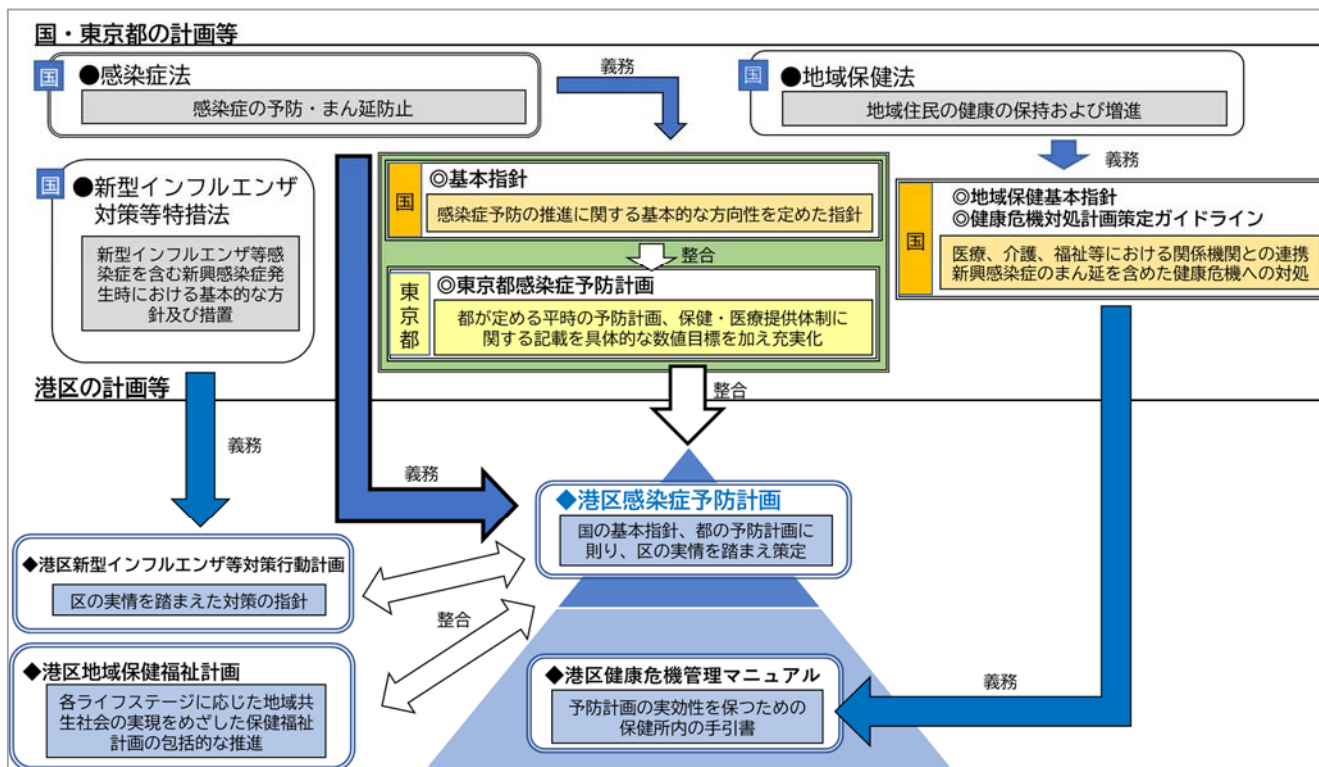 国・東京都の計画等
国
●感染症法
感染症の予防・まん延防止
義務
国
●地域保健法
地域住民の健康の保持および増進
義務
国
●新型インフルエンザ
対策等特措法
新型インフルエンザ等感
染症を含む新興感染症発
生時における基本的な方
針及び措置
国
◎基本指針
感染症予防の推進に関する基本的な方向性を定めた指針
整合
東京都
◎東京都感染症予防計画
都が定める平時の予防計画、保健・医療提供体制に
関する記載を具体的な数値目標を加え充実化
国
◎地域保健基本指針
◎健康危機対処計画策定ガイドライン
医療、介護、福祉等における関係機関との連携
新興感染症のまん延を含めた健康危機への対処
整合
港区の計画等
義務
義務
◆港区感染症予防計画
国の基本指針、都の予防計画に
則り、区の実情を踏まえ策定
◆港区新型インフルエンザ等対策行動計画
区の実情を踏まえた対策の指針
整合
◆港区地域保健福祉計画
各ライフステージに応じた地域共
生社会の実現をめざした保健福祉
計画の包括的な推進
◆港区健康危機管理マニュアル
予防計画の実効性を保つための
保健所内の手引書
義務